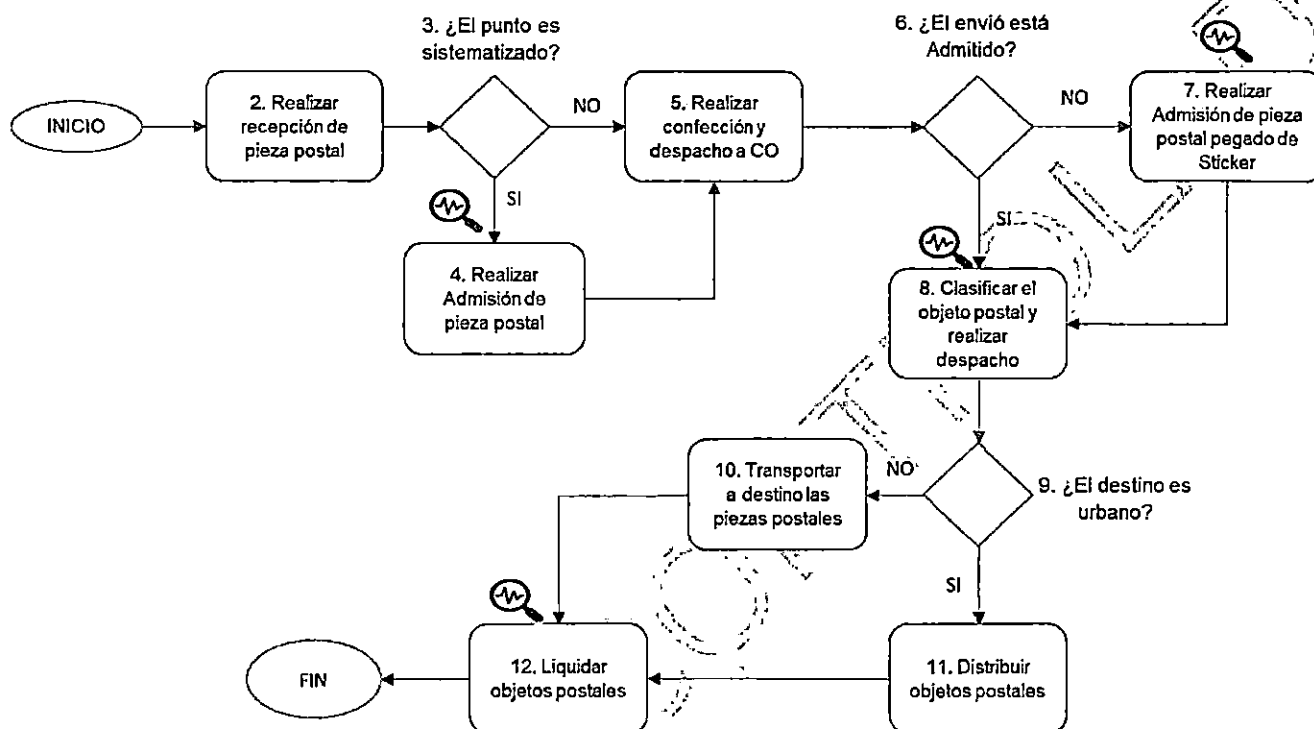 INICIO
2. Realizar
recepción de
pieza postal
3. ¿El punto es
sistematizado?
NO
SI
4. Realizar
Admisión de
pieza postal
5. Realizar
confección y
despacho a CO
6. ¿El envió está
Admitido?
NO
SI
7. Realizar
Admisión de pieza
postal pegado de
Sticker
8. Clasificar el
objeto postal y
realizar
despacho
9. ¿El destino es
urbano?
NO
SI
10. Transportar
a destino las
piezas postales
11. Distribuir
objetos postales
12. Liquidar
objetos postales
FIN